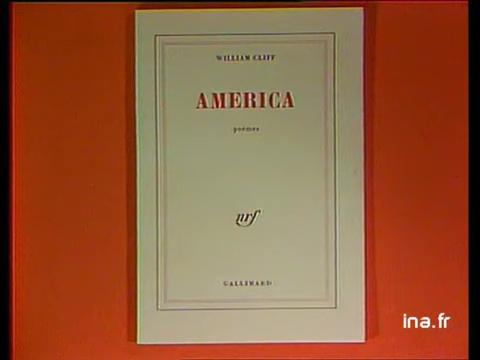 WILLIAM CLIFF
AMERICA
poèmes
nrf
GALLIMARD
ina.fr